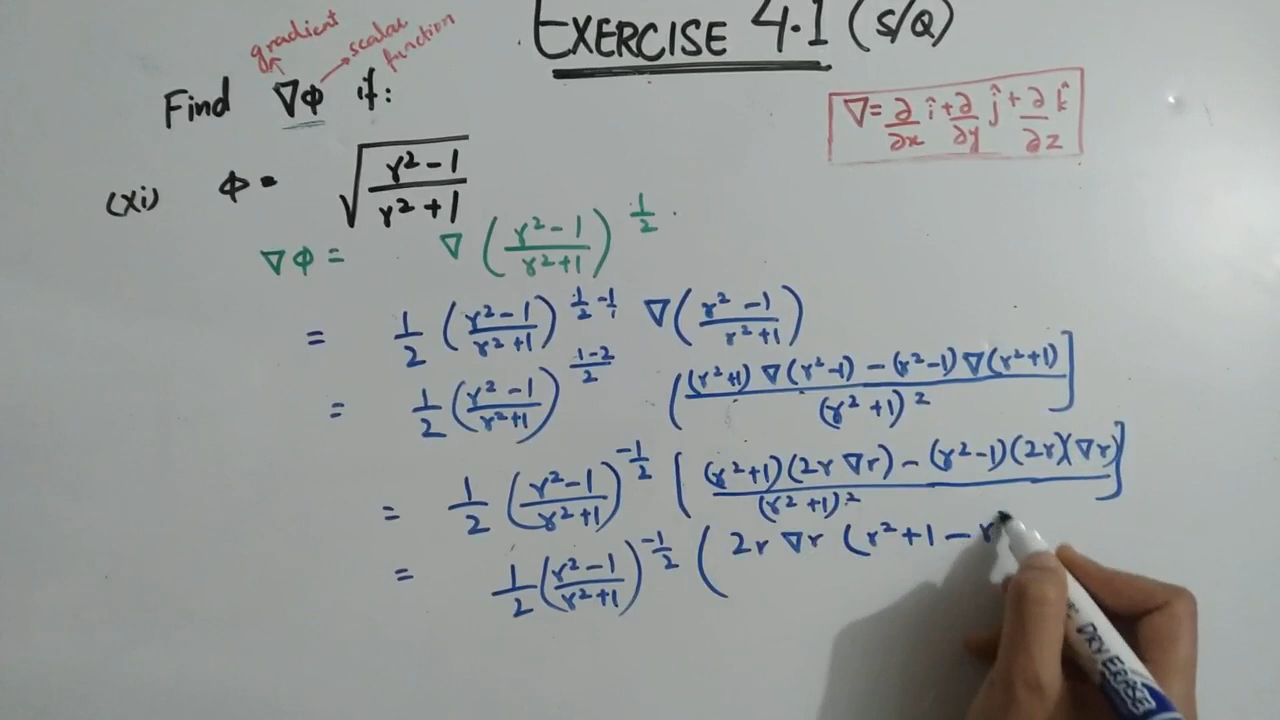 EXERCISE 4.1 (S/Q)
gradient scalar function
Find ∇Φ if:
∇ = ∂/∂x î + ∂/∂y ĵ + ∂/∂z k̂
(xi) Φ = √((r² - 1)/(r² + 1))
∇Φ = ∇ ((r² - 1)/(r² + 1))^(1/2)
= 1/2 ((r² - 1)/(r² + 1))^(1/2 - 1/1) ∇((r² - 1)/(r² + 1))
= 1/2 ((r² - 1)/(r² + 1))^((1-2)/2) [((r²+1) ∇(r²-1) - (r²-1) ∇(r²+1))/(r² + 1)²]
= 1/2 ((r² - 1)/(r² + 1))^(-1/2) [((r²+1)(2r ∇r) - (r²-1)(2r)(∇r))/(r² + 1)²]
= 1/2 ((r² - 1)/(r² + 1))^(-1/2) ( 2r ∇r (r² + 1 - r²
DRY ERASE